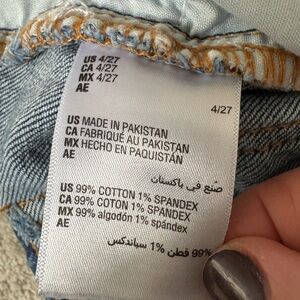 US 4/27
CA 4/27
MX 4/27
AE
4/27
US MADE IN PAKISTAN
CA FABRIQUÉ AU PAKISTAN
MX HECHO EN PAQUISTÁN
AE
صنع في باكستان
US 99% COTTON 1% SPANDEX
CA 99% COTON 1% SPANDEX
MX 99% algodón 1% spándex
AE
99% قطن 1% سباندكس